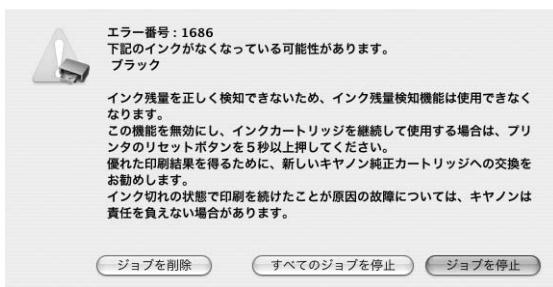 エラー番号 : 1686
下記のインクがなくなっている可能性があります。
ブラック
インク残量を正しく検知できないため、インク残量検知機能は使用できなく
なります。
この機能を無効にし、インクカートリッジを継続して使用する場合は、プリ
ンタのリセットボタンを５秒以上押してください。
優れた印刷結果を得るために、新しいキヤノン純正カートリッジへの交換を
お勧めします。
インク切れの状態で印刷を続けたことが原因の故障については、キヤノンは
責任を負えない場合があります。
ジョブを削除 すべてのジョブを停止 ジョブを停止